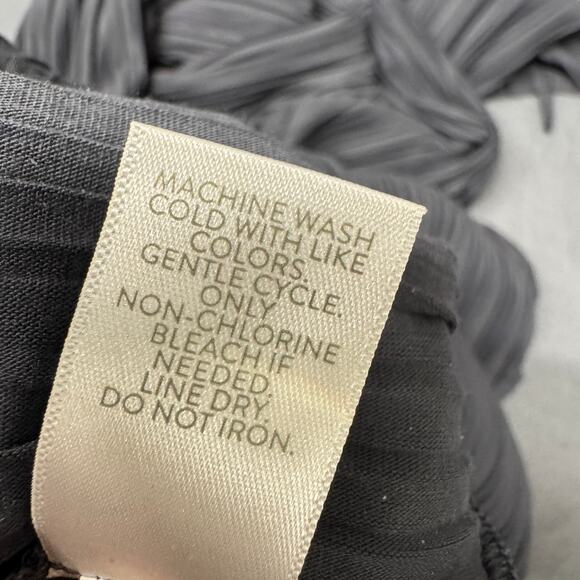 MACHINE WASH
COLD WITH LIKE
COLORS.
GENTLE CYCLE.
ONLY
NON-CHLORINE
BLEACH IF
NEEDED.
LINE DRY.
DO NOT IRON.